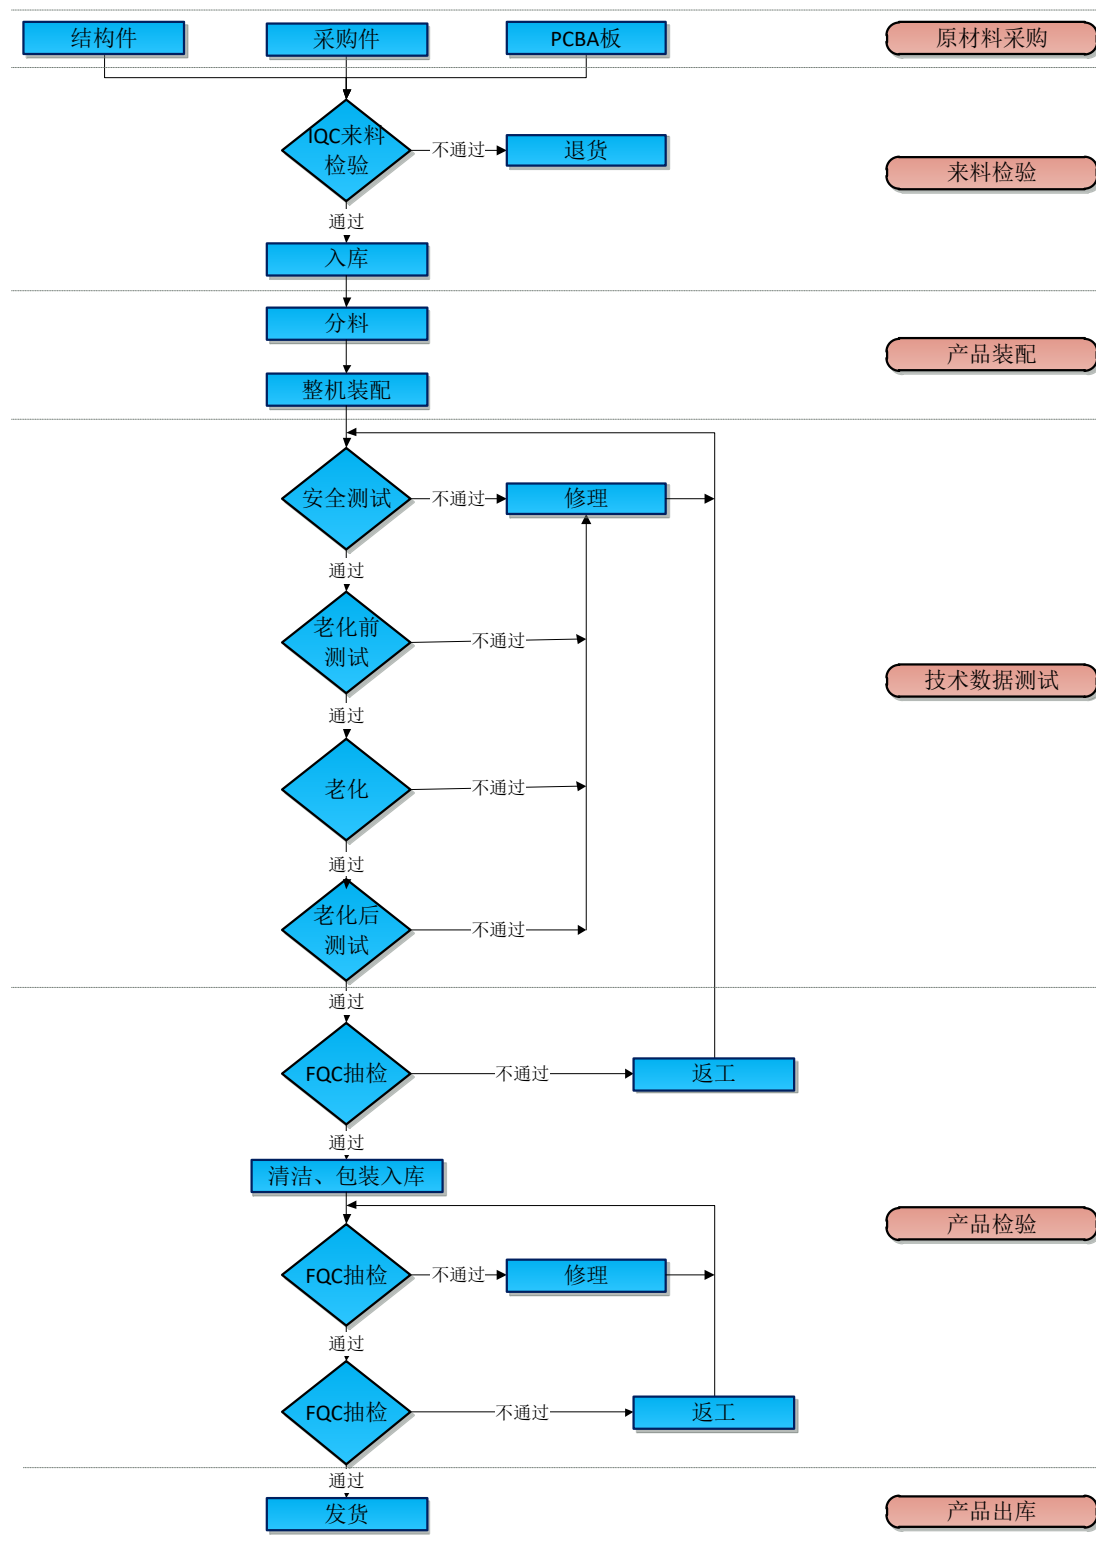 结构件
采购件
PCBA板
原材料采购
IQC来料
检验
不通过
退货
来料检验
通过
入库
分料
产品装配
整机装配
安全测试
不通过
修理
通过
老化前
测试
不通过
技术数据测试
通过
老化
不通过
通过
老化后
测试
不通过
通过
FQC抽检
不通过
返工
通过
清洁、包装入库
产品检验
FQC抽检
不通过
修理
通过
FQC抽检
不通过
返工
通过
发货
产品出库